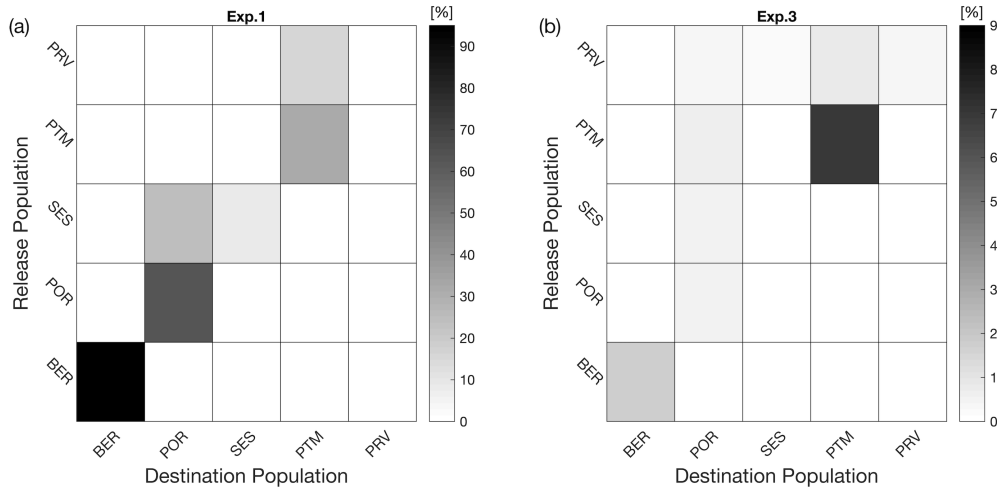 (a)
Exp.1
[%]
PRV
PTM
SES
POR
BER
Release Population
BER POR SES PTM PRV
Destination Population
90
80
70
60
50
40
30
20
10
0
(b)
Exp.3
[%]
PRV
PTM
SES
POR
BER
Release Population
BER POR SES PTM PRV
Destination Population
9
8
7
6
5
4
3
2
1
0